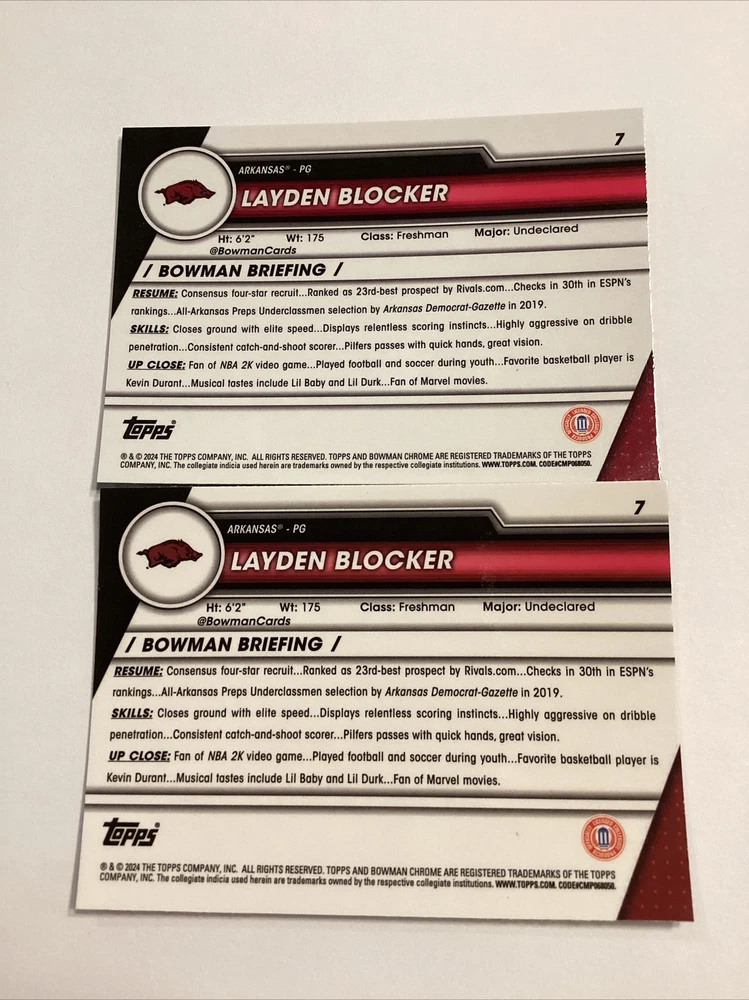 7
ARKANSAS® - PG
LAYDEN BLOCKER
Ht: 6'2" Wt: 175 Class: Freshman Major: Undeclared
@BowmanCards
/ BOWMAN BRIEFING /
RESUME: Consensus four-star recruit...Ranked as 23rd-best prospect by Rivals.com...Checks in 30th in ESPN's
rankings...All-Arkansas Preps Underclassmen selection by Arkansas Democrat-Gazette in 2019.
SKILLS: Closes ground with elite speed...Displays relentless scoring instincts...Highly aggressive on dribble
penetration...Consistent catch-and-shoot scorer...Pilfers passes with quick hands, great vision.
UP CLOSE: Fan of NBA 2K video game...Played football and soccer during youth...Favorite basketball player is
Kevin Durant...Musical tastes include Lil Baby and Lil Durk...Fan of Marvel movies.
Topps
® & © 2024 THE TOPPS COMPANY, INC. ALL RIGHTS RESERVED. TOPPS AND BOWMAN CHROME ARE REGISTERED TRADEMARKS OF THE TOPPS
COMPANY, INC. The collegiate indicia used herein are trademarks owned by the respective collegiate institutions. WWW.TOPPS.COM. CODE#CMP068050.
7
ARKANSAS® - PG
LAYDEN BLOCKER
Ht: 6'2" Wt: 175 Class: Freshman Major: Undeclared
@BowmanCards
/ BOWMAN BRIEFING /
RESUME: Consensus four-star recruit...Ranked as 23rd-best prospect by Rivals.com...Checks in 30th in ESPN's
rankings...All-Arkansas Preps Underclassmen selection by Arkansas Democrat-Gazette in 2019.
SKILLS: Closes ground with elite speed...Displays relentless scoring instincts...Highly aggressive on dribble
penetration...Consistent catch-and-shoot scorer...Pilfers passes with quick hands, great vision.
UP CLOSE: Fan of NBA 2K video game...Played football and soccer during youth...Favorite basketball player is
Kevin Durant...Musical tastes include Lil Baby and Lil Durk...Fan of Marvel movies.
Topps
® & © 2024 THE TOPPS COMPANY, INC. ALL RIGHTS RESERVED. TOPPS AND BOWMAN CHROME ARE REGISTERED TRADEMARKS OF THE TOPPS
COMPANY, INC. The collegiate indicia used herein are trademarks owned by the respective collegiate institutions. WWW.TOPPS.COM. CODE#CMP068050.